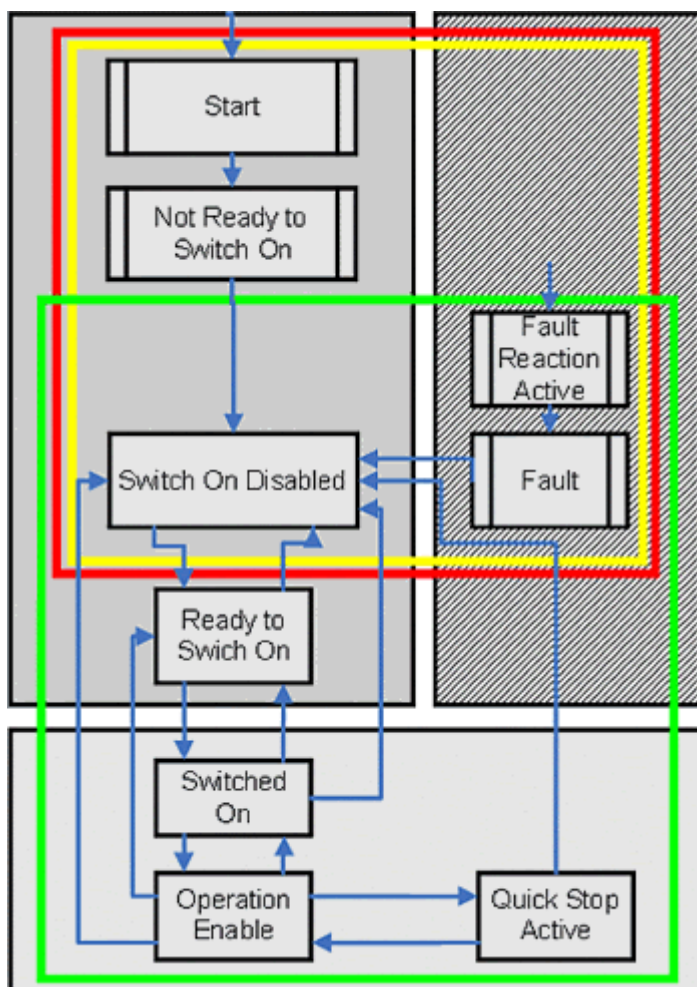 Start
Not Ready to
Switch On
Fault
Reaction
Active
Switch On Disabled
Fault
Ready to
Swich On
Switched
On
Operation
Enable
Quick Stop
Active